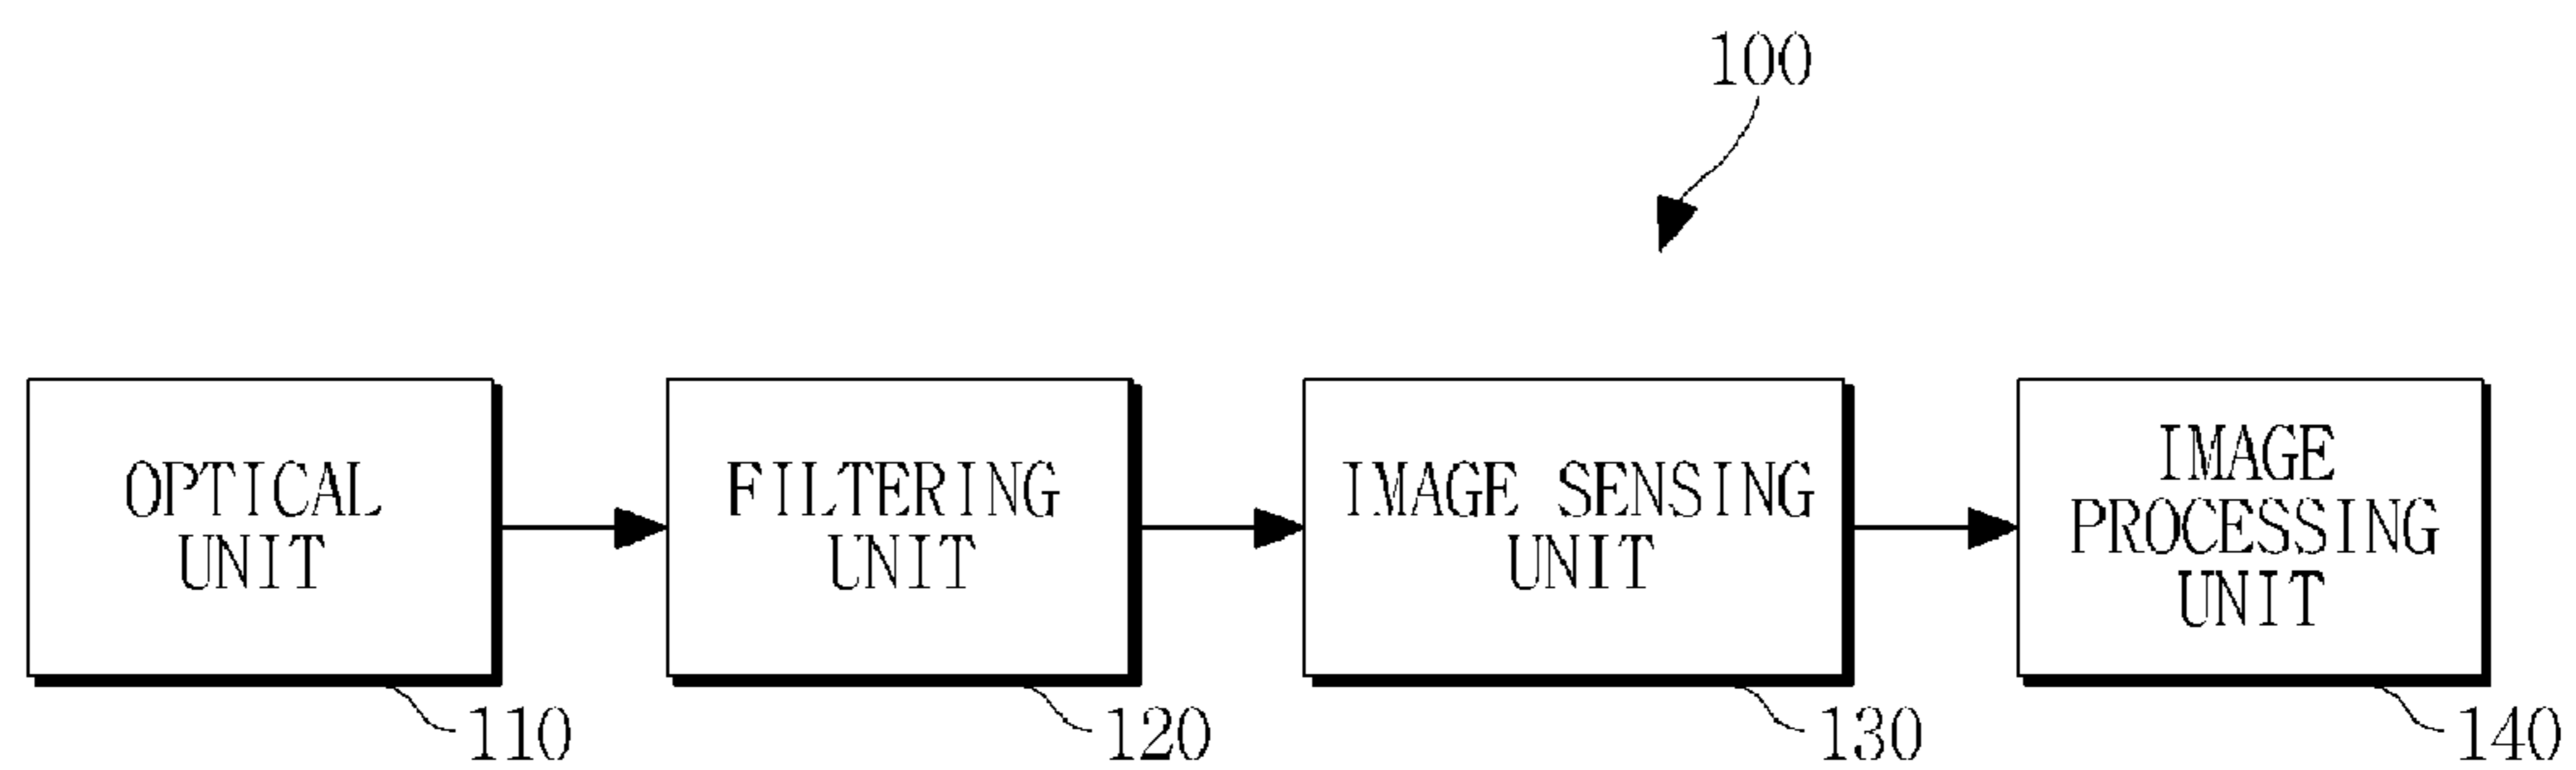 100
OPTICAL
UNIT
FILTERING
UNIT
IMAGE SENSING
UNIT
IMAGE
PROCESSING
UNIT
110
120
130
140